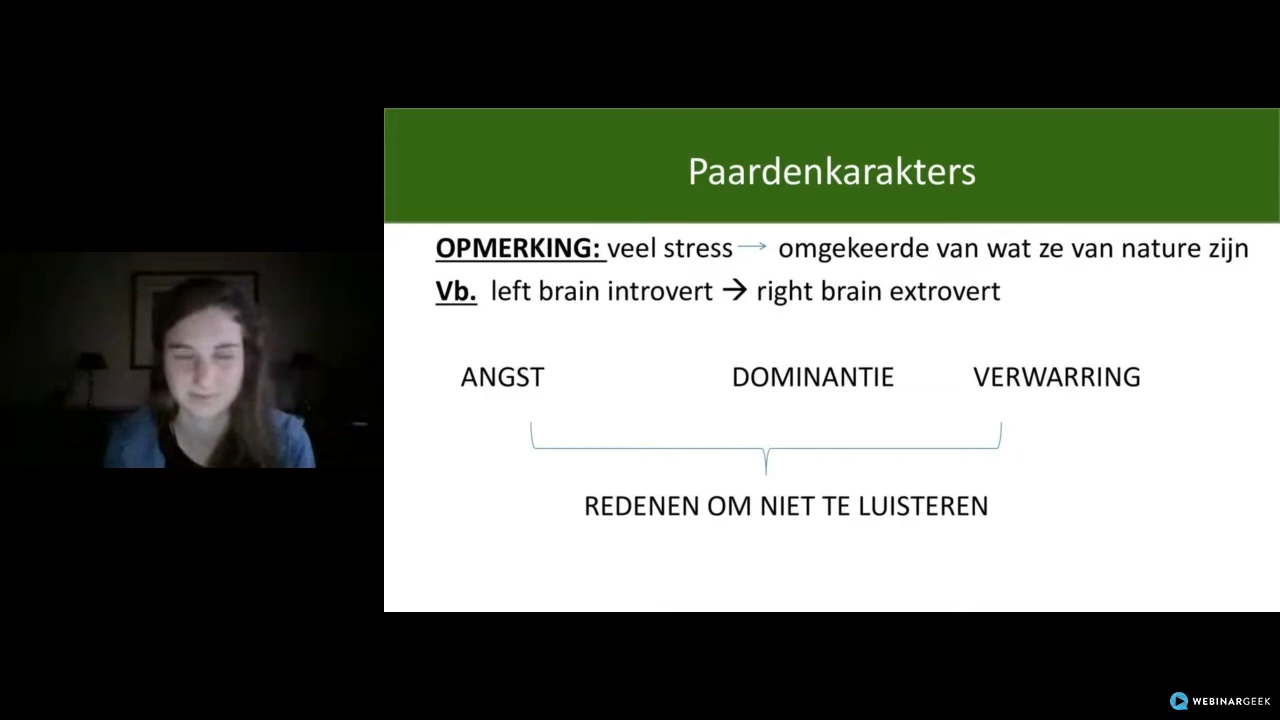 Paardenkarakters
OPMERKING: veel stress → omgekeerde van wat ze van nature zijn
Vb. left brain introvert → right brain extrovert
ANGST DOMINANTIE VERWARRING
REDENEN OM NIET TE LUISTEREN
WEBINARGEEK